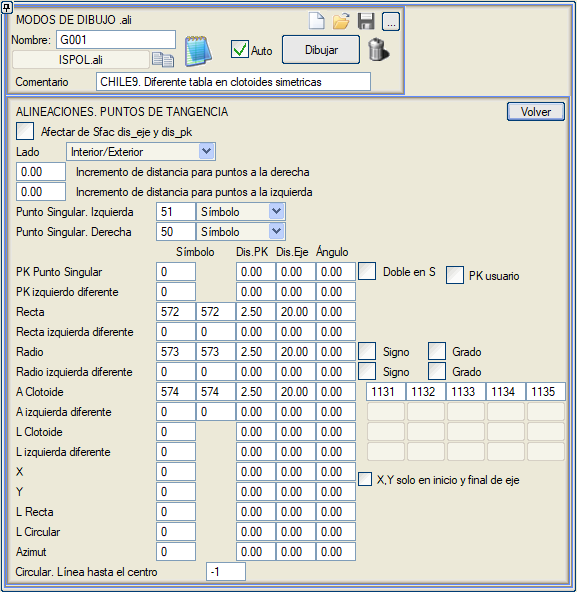 MODOS DE DIBUJO .ali
Nombre: G001
ISPOL.ali Auto Dibujar ...
Comentario CHILE9. Diferente tabla en clotoides simetricas
ALINEACIONES. PUNTOS DE TANGENCIA Volver
Afectar de Sfac dis_eje y dis_pk
Lado Interior/Exterior
0.00 Incremento de distancia para puntos a la derecha
0.00 Incremento de distancia para puntos a la izquierda
Punto Singular. Izquierda 51 Símbolo
Punto Singular. Derecha 50 Símbolo
Símbolo Dis.PK Dis.Eje Ángulo
PK Punto Singular 0 0.00 0.00 0.00 Doble en S PK usuario
PK izquierdo diferente 0 0.00 0.00 0.00
Recta 572 572 2.50 20.00 0.00
Recta izquierda diferente 0 0 0.00 0.00 0.00
Radio 573 573 2.50 20.00 0.00 Signo Grado
Radio izquierda diferente 0 0 0.00 0.00 0.00 Signo Grado
A Clotoide 574 574 2.50 20.00 0.00 1131 1132 1133 1134 1135
A izquierda diferente 0 0 0.00 0.00 0.00
L Clotoide 0 0.00 0.00 0.00
L izquierda diferente 0 0.00 0.00 0.00
X 0 0.00 0.00 0.00 X,Y solo en inicio y final de eje
Y 0 0.00 0.00 0.00
L Recta 0 0.00 0.00 0.00
L Circular 0 0.00 0.00 0.00
Azimut 0 0.00 0.00 0.00
Circular. Línea hasta el centro -1